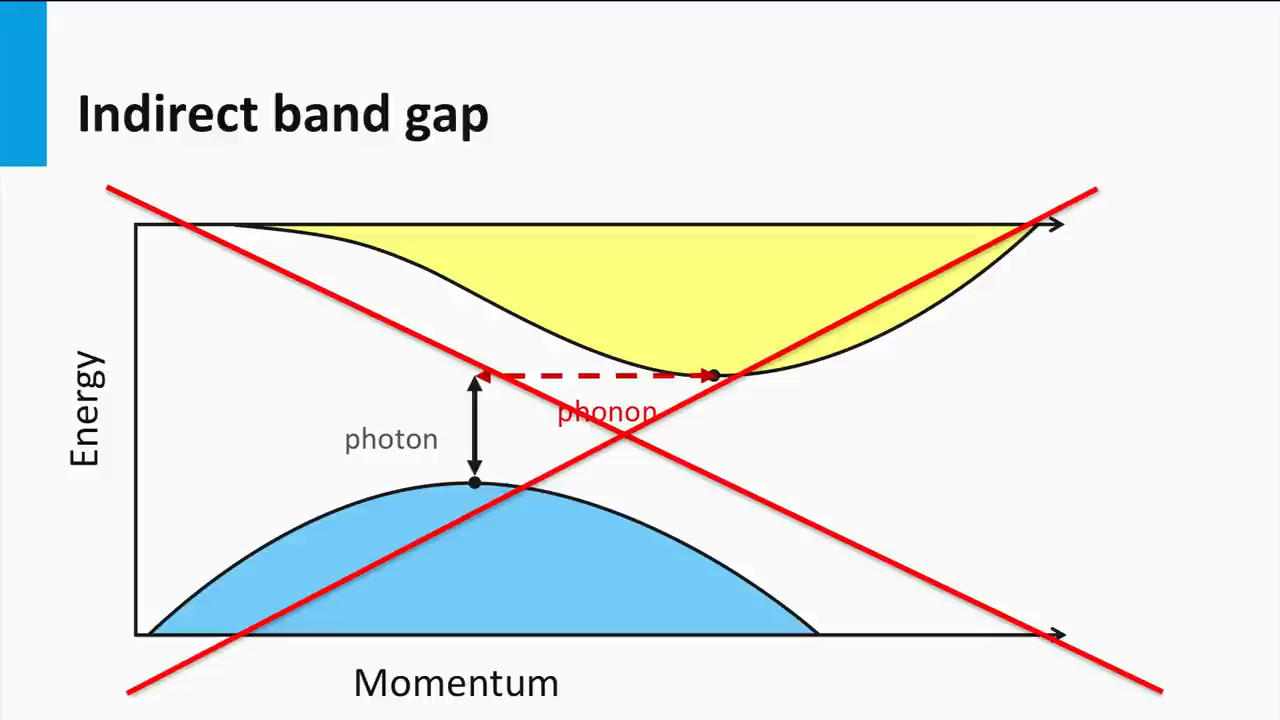 Indirect band gap
Energy
phonon
photon
Momentum